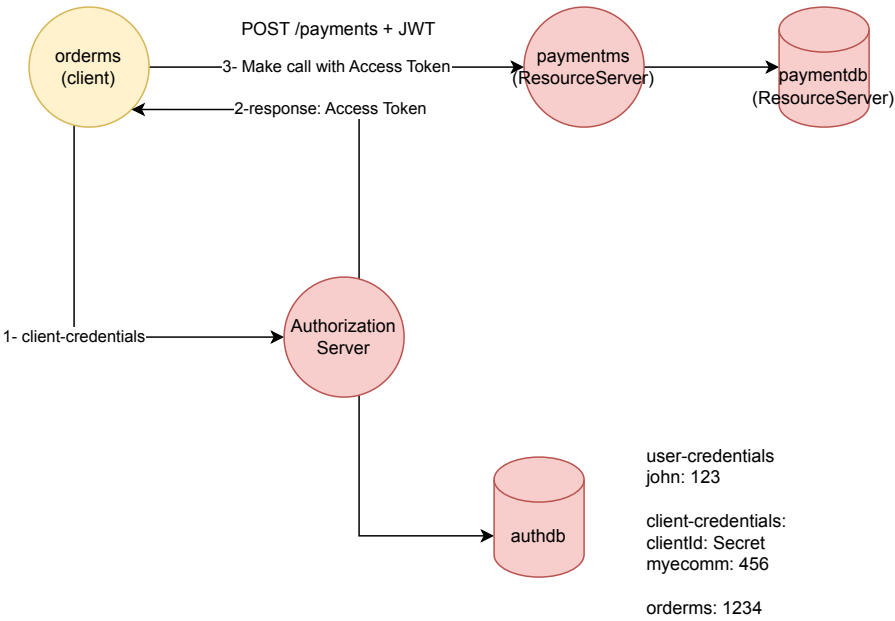 POST /payments + JWT
orderms
(client)
3- Make call with Access Token
paymentms
(ResourceServer)
paymentdb
(ResourceServer)
2-response: Access Token
1- client-credentials
Authorization
Server
authdb
user-credentials
john: 123
client-credentials:
clientId: Secret
myecomm: 456
orderms: 1234